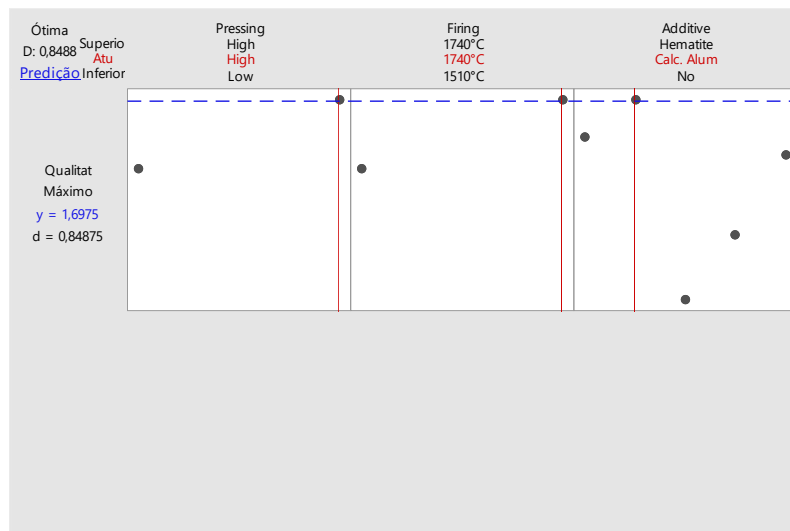 Ótima
D: 0,8488
Predição
Superio
Atu
Inferior
Pressing
High
High
Low
Firing
1740°C
1740°C
1510°C
Additive
Hematite
Calc. Alum
No
Qualitat
Máximo
y = 1,6975
d = 0,84875